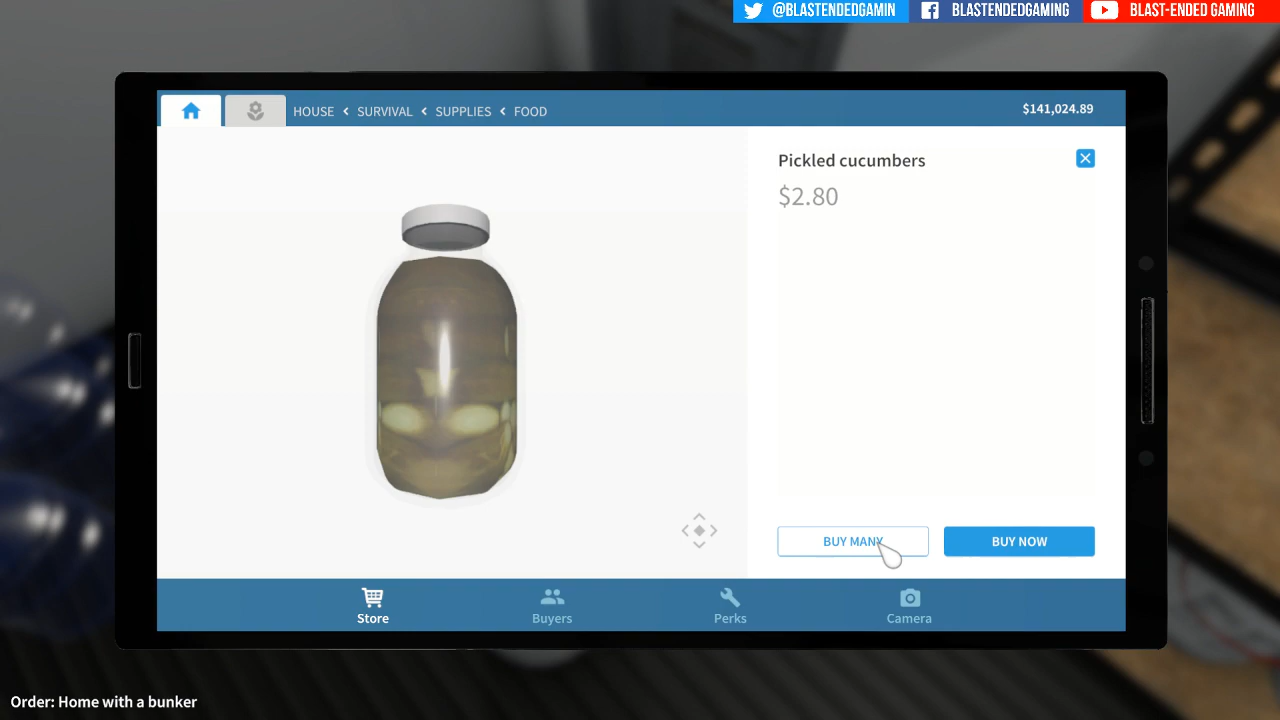 @BLASTENDEDGAMIN BLASTENDEDGAMING BLAST-ENDED GAMING
HOUSE < SURVIVAL < SUPPLIES < FOOD
$141,024.89
Pickled cucumbers
$2.80
BUY MANY
BUY NOW
Store
Buyers
Perks
Camera
Order: Home with a bunker